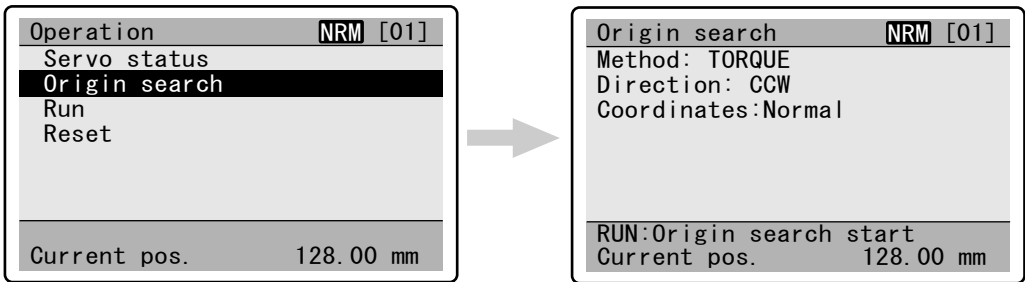 Operation NRM [01]
Servo status
Origin search
Run
Reset
Current pos. 128.00 mm
Origin search NRM [01]
Method: TORQUE
Direction: CCW
Coordinates:Normal
RUN:Origin search start
Current pos. 128.00 mm